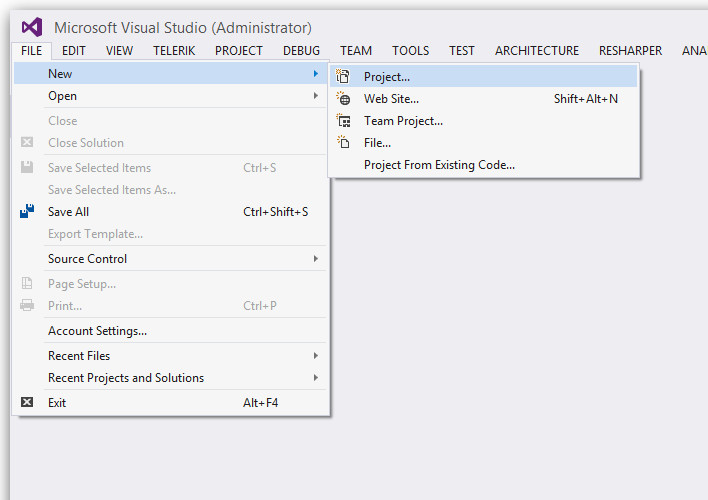 Microsoft Visual Studio (Administrator)
FILE EDIT VIEW TELERIK PROJECT DEBUG TEAM TOOLS TEST ARCHITECTURE RESHARPER ANA
New
Open
Close
Close Solution
Save Selected Items Ctrl+S
Save Selected Items As...
Save All Ctrl+Shift+S
Export Template...
Source Control
Page Setup...
Print... Ctrl+P
Account Settings...
Recent Files
Recent Projects and Solutions
Exit Alt+F4
Project...
Web Site... Shift+Alt+N
Team Project...
File...
Project From Existing Code...